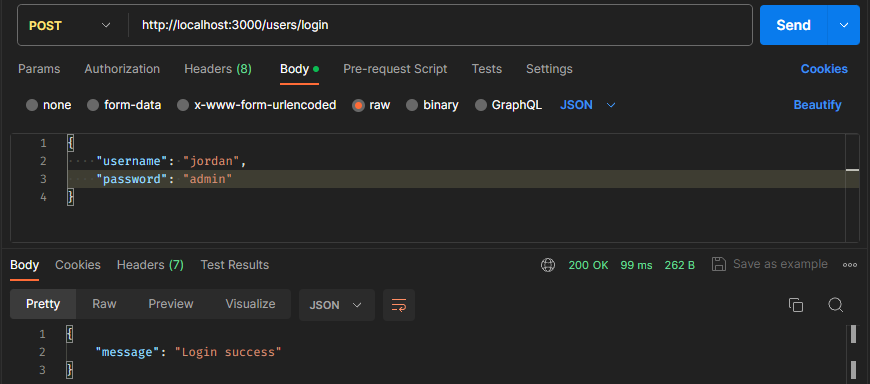 POST http://localhost:3000/users/login Send
Params Authorization Headers (8) Body Pre-request Script Tests Settings Cookies
none form-data x-www-form-urlencoded raw binary GraphQL JSON Beautify
1 {
2 "username": "jordan",
3 "password": "admin"
4 }
Body Cookies Headers (7) Test Results 200 OK 99 ms 262 B Save as example
Pretty Raw Preview Visualize JSON
1 {
2 "message": "Login success"
3 }